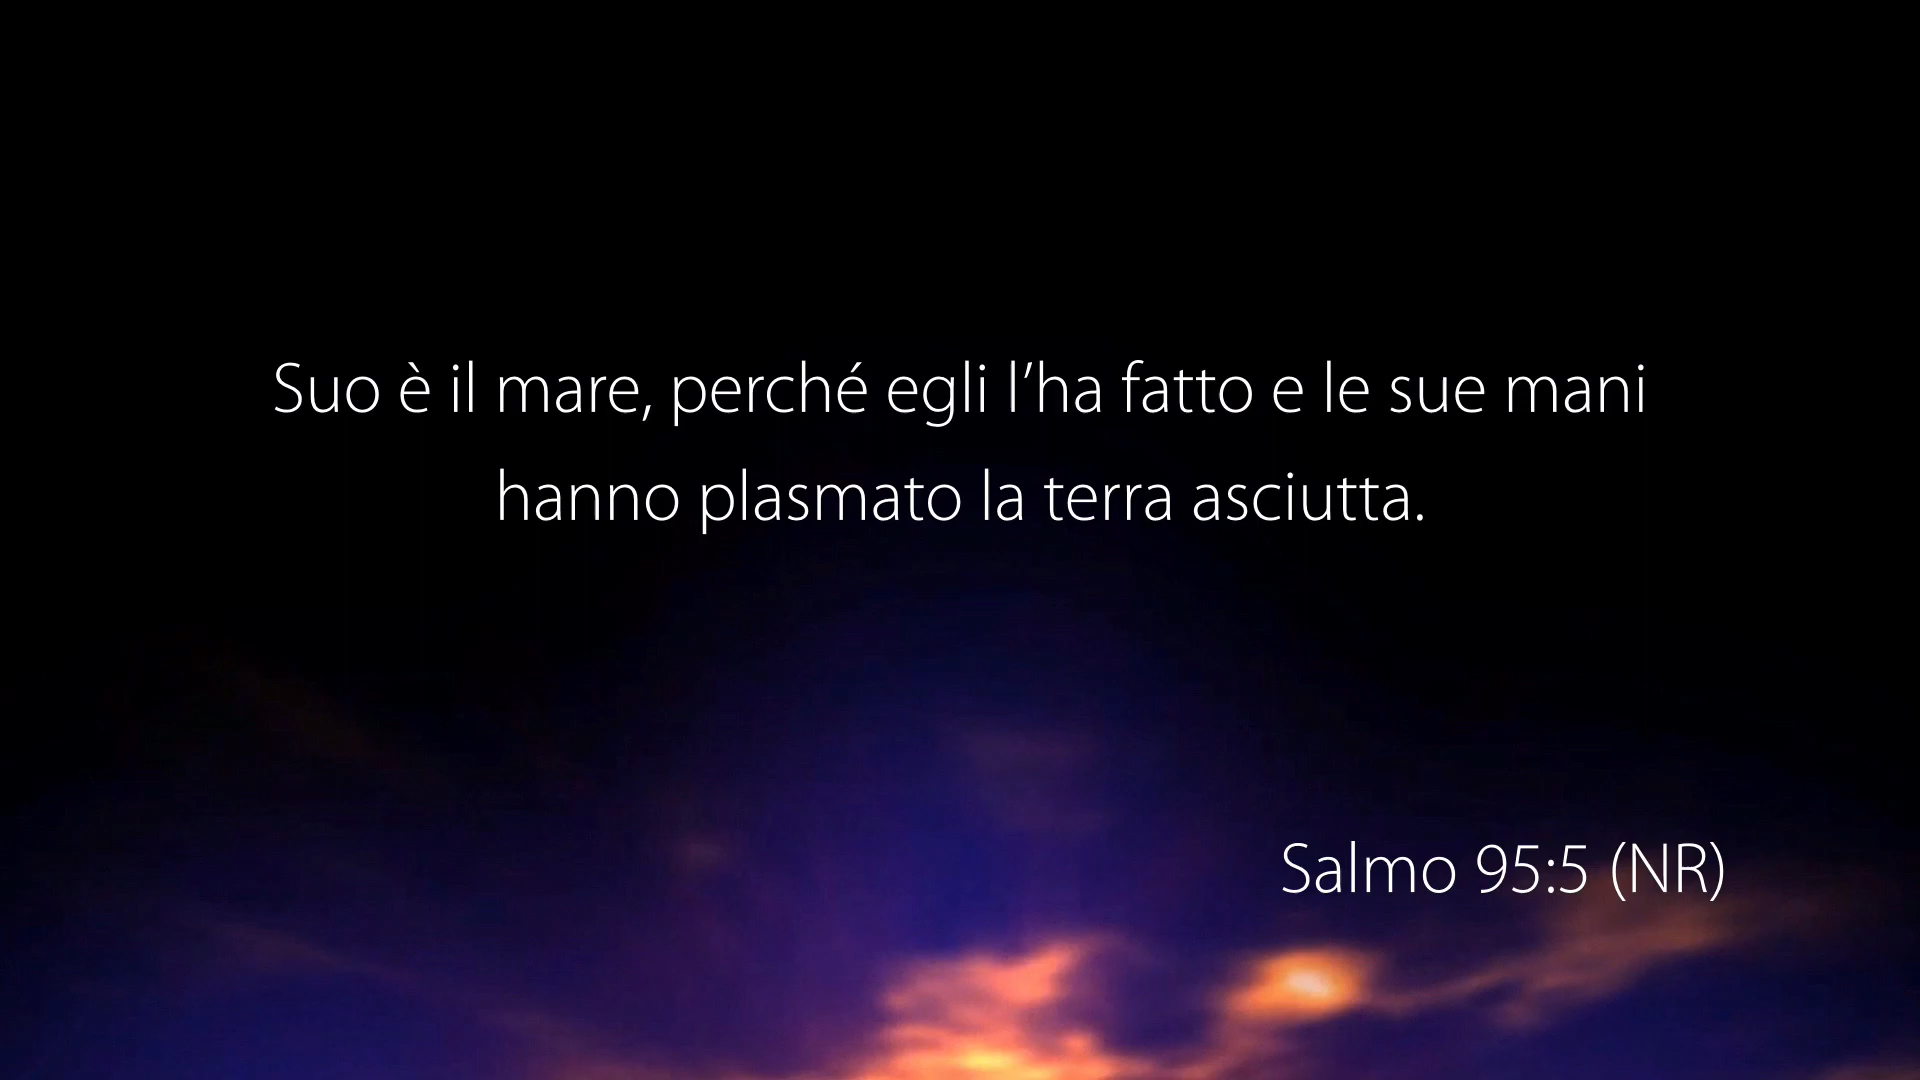 Suo è il mare, perché egli l’ha fatto e le sue mani
hanno plasmato la terra asciutta.
Salmo 95:5 (NR)